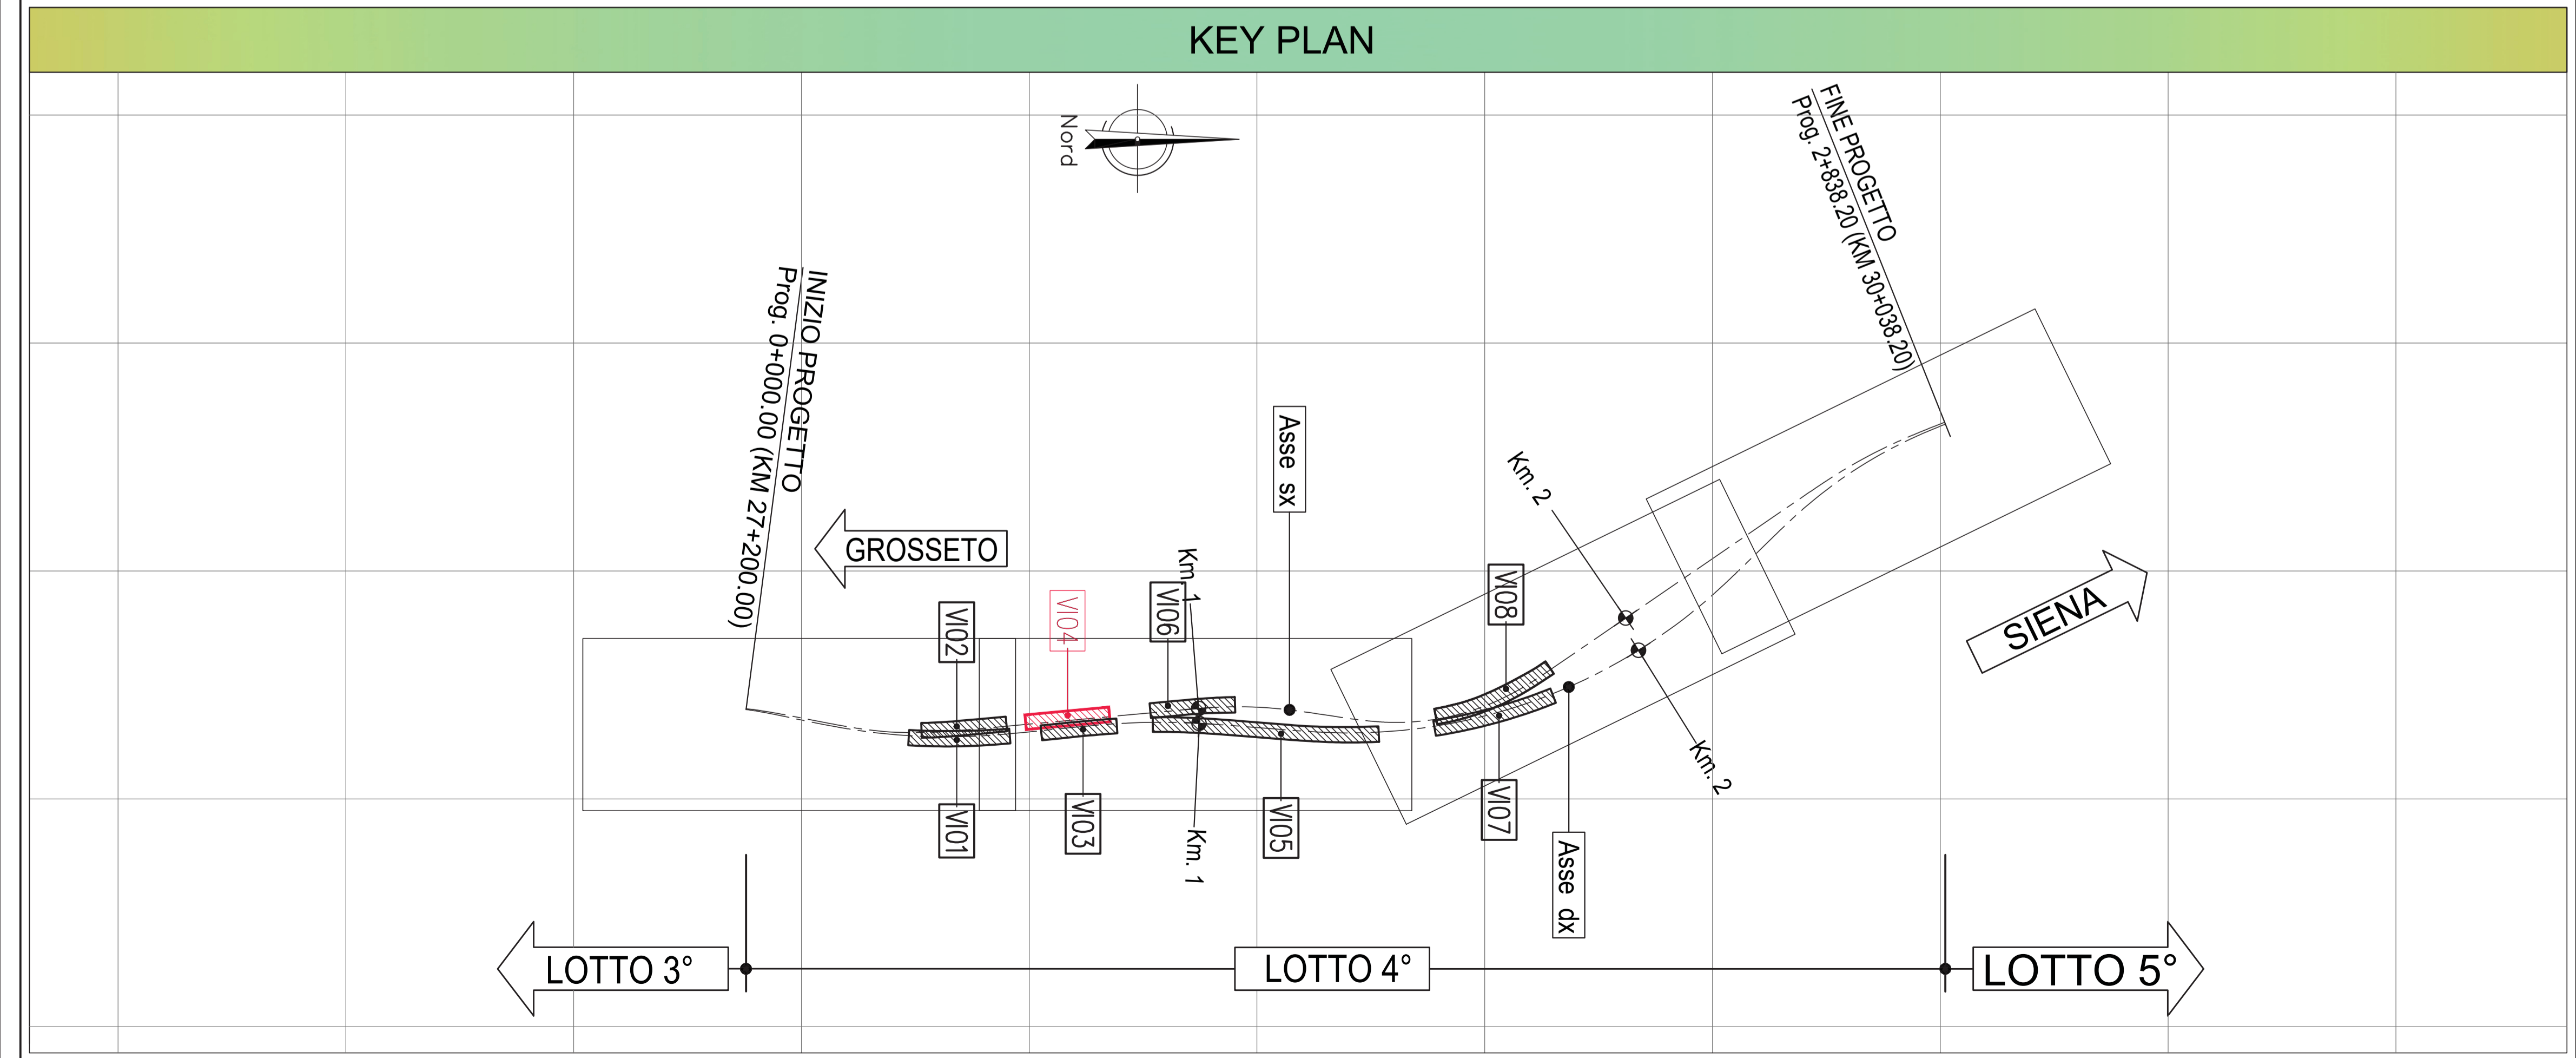 KEY PLAN
Nord
FINE PROGETTO
Prog. 2+838.20 (KM 30+038.20)
INIZIO PROGETTO
Prog. 0+000.00 (KM 27+200.00)
Asse sx
Km. 2
GROSSETO
Km. 1
VI02
VI04
VI06
VI08
SIENA
Km. 2
VI01
VI03
Km. 1
VI05
VI07
Asse dx
LOTTO 3°
LOTTO 4°
LOTTO 5°